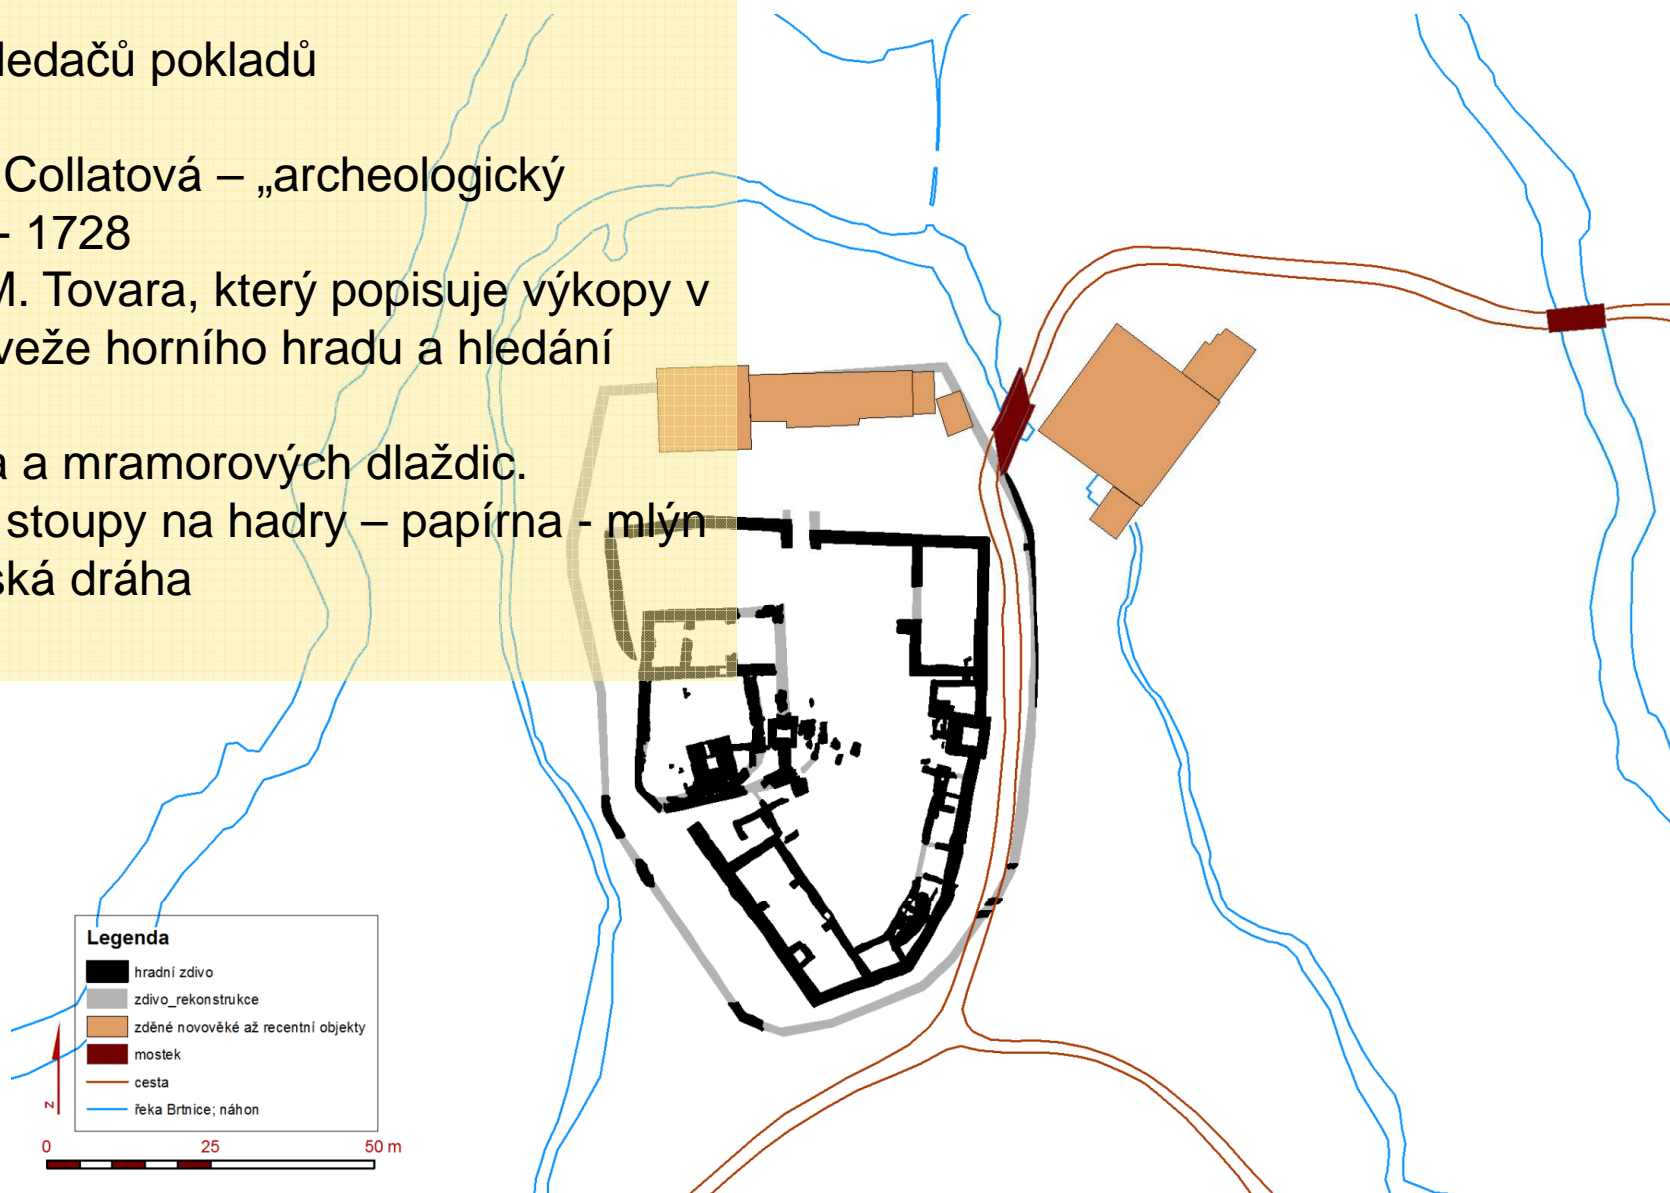 ledačů pokladů
Collatová – „archeologický
- 1728
M. Tovara, který popisuje výkopy v
veže horního hradu a hledání
a a mramorových dlaždic.
stoupy na hadry – papírna - mlýn
ská dráha
Legenda
hradní zdivo
zdivo_rekonstrukce
zděné novověké až recentní objekty
mostek
cesta
řeka Brtnice; náhon
z
0 25 50 m